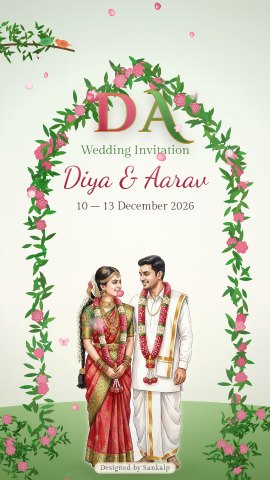 DA
Wedding Invitation
Diya & Aarav
10 — 13 December 2026
Designed by Sankalp